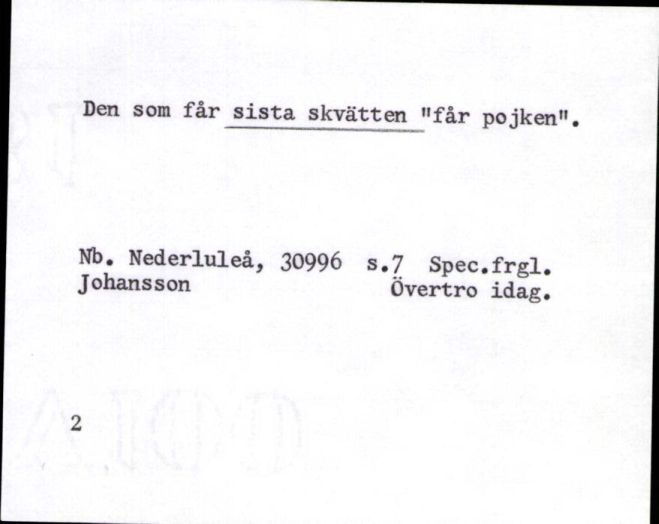 Den som får sista skvätten "får pojken".
Nb. Nederluleå, 30996 s.7 Spec.frgl.
Johansson Övertro idag.
2